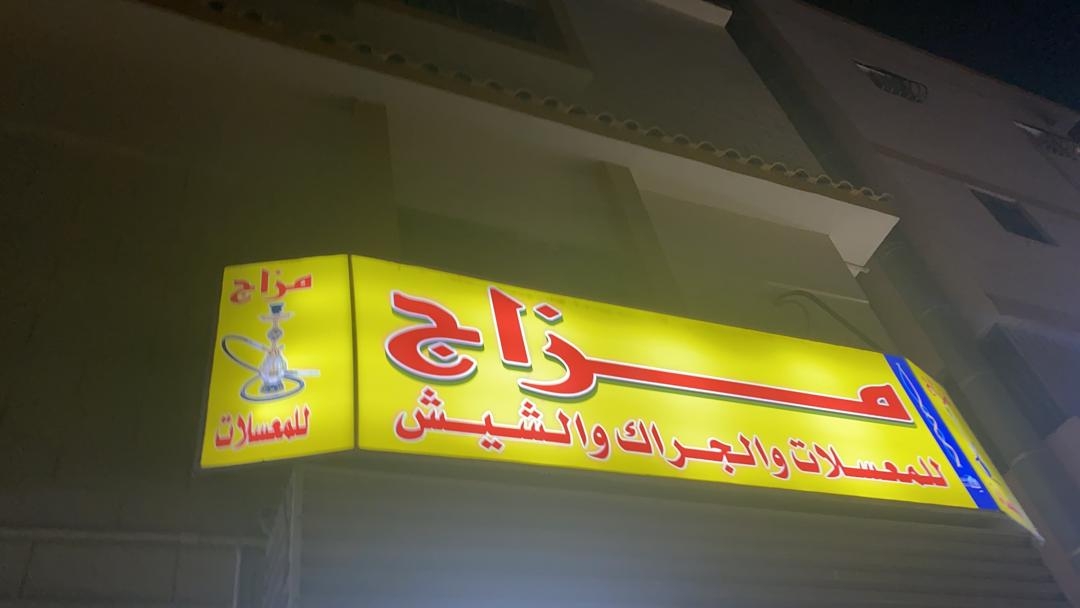 مزاج
للمعسلات والجراك والشيش
مزاج
للمعسلات